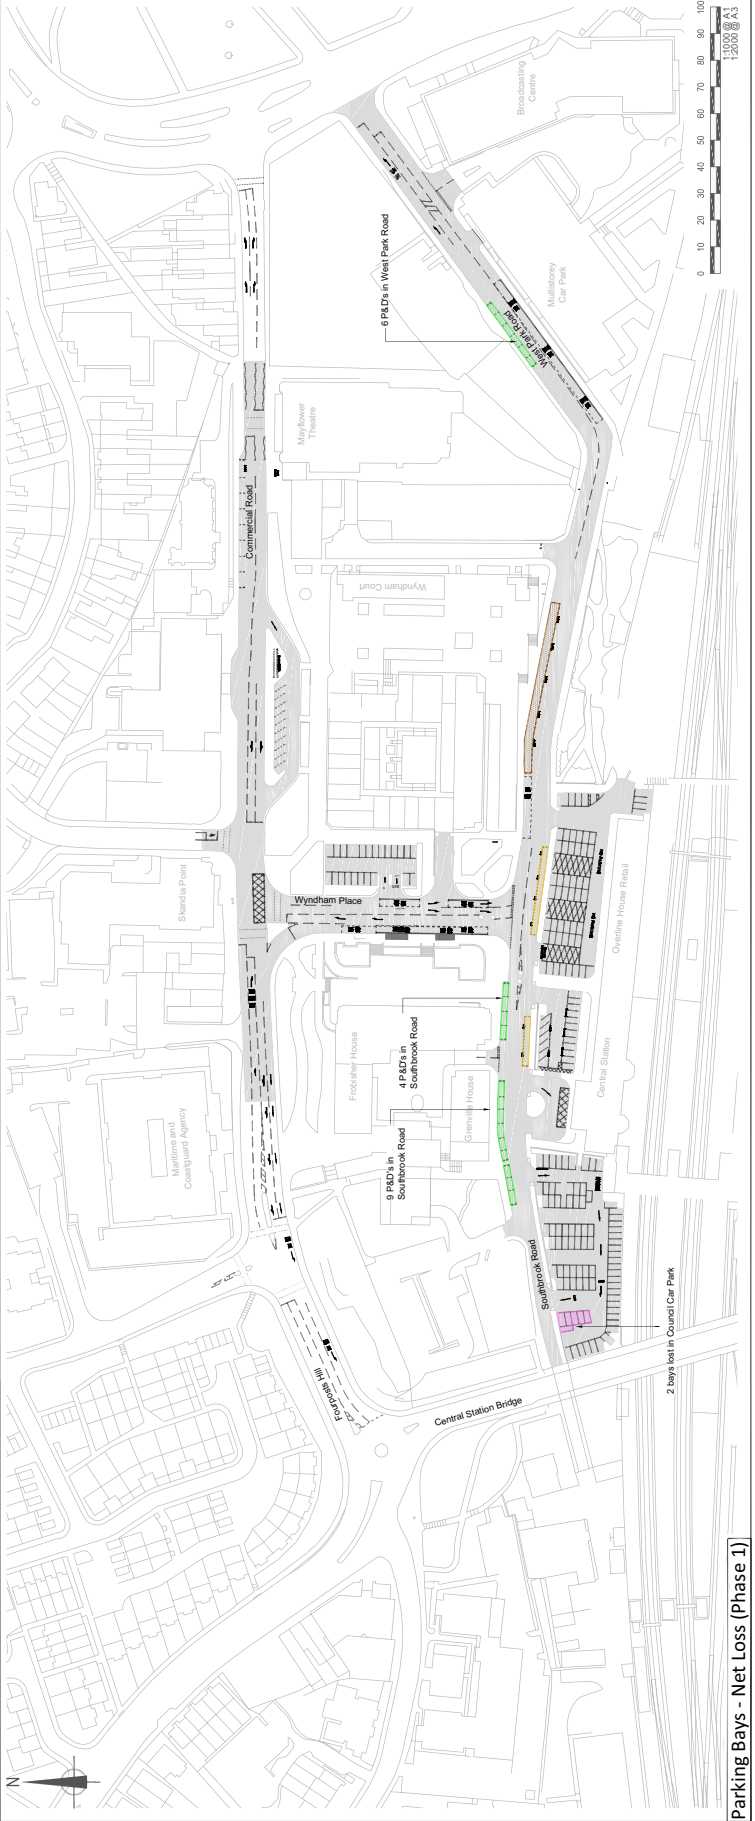 N
Fourposts Hill
Central Station Bridge
Maritime and
Coastguard Agency
Skandia Point
Commercial Road
Mayflower
Theatre
Wyndham Court
Wyndham Place
Frobisher House
Grenville House
9 P&D's in
Southbrook Road
4 P&D's in
Southbrook Road
6 P&D's in West Park Road
West Park Road
Broadcasting
Centre
Multistorey
Car Park
Southbrook Road
Central Station
Overline House Retail
2 bays lost in Council Car Park
Parking Bays - Net Loss (Phase 1)
0 10 20 30 40 50 60 70 80 90 100
1:1000 @ A1
1:2000 @ A3